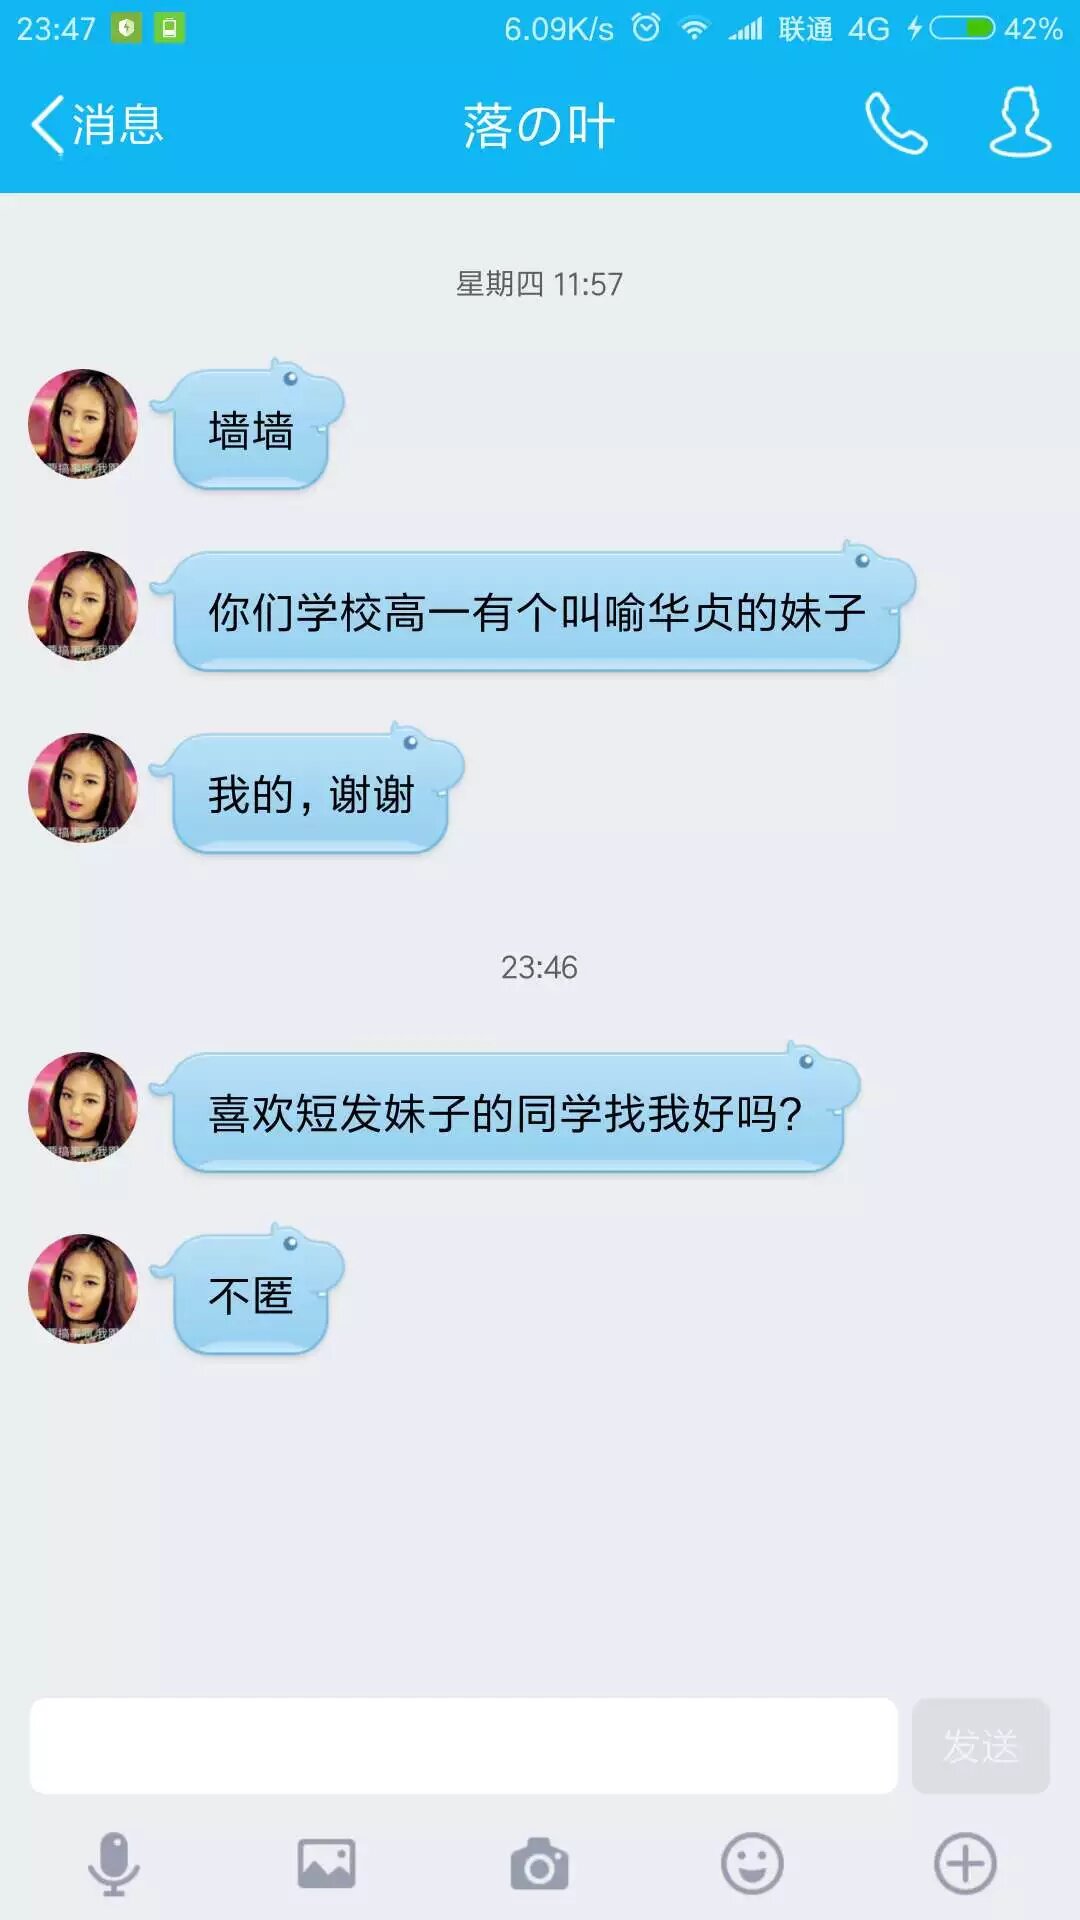 23:47 6.09K/s 联通 4G 42%
消息 落の叶
星期四 11:57
墙墙
你们学校高一有个叫喻华贞的妹子
我的，谢谢
23:46
喜欢短发妹子的同学找我好吗？
不匿
发送